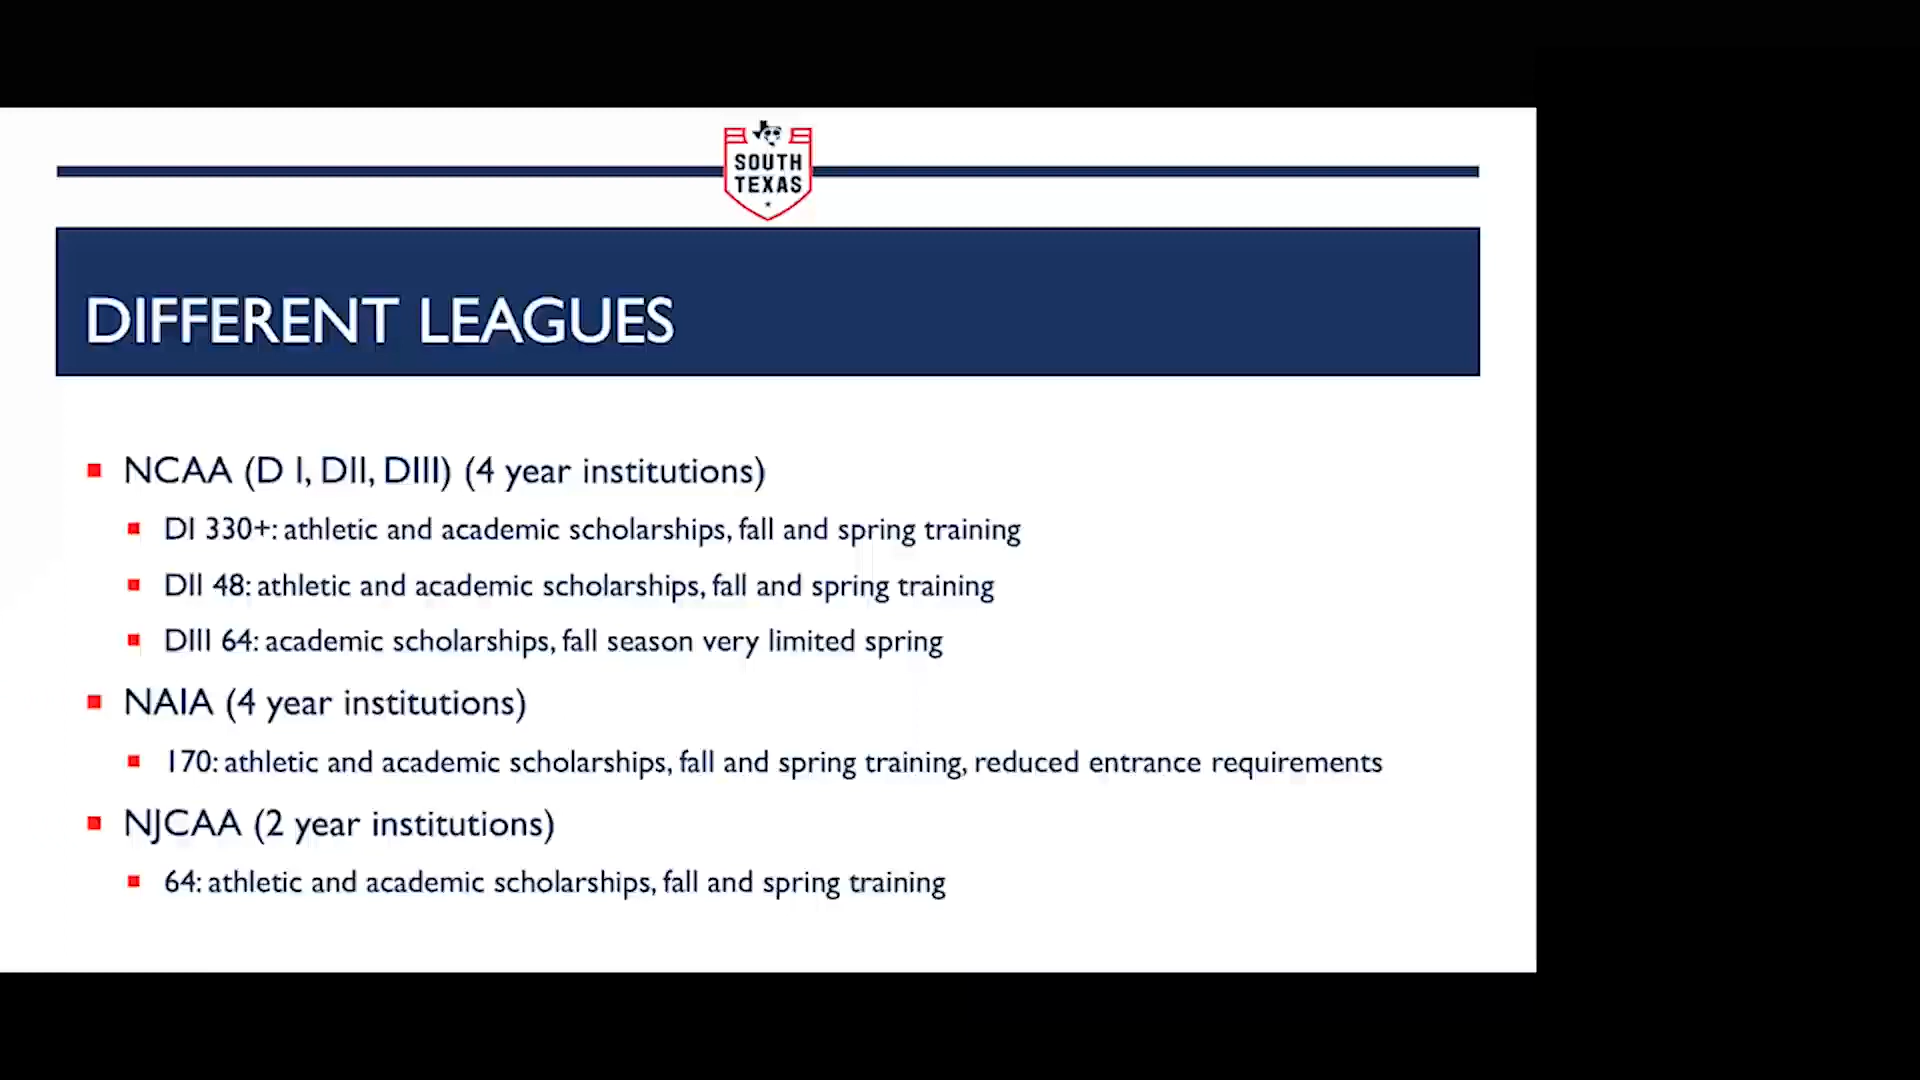 SOUTH
TEXAS
DIFFERENT LEAGUES
NCAA (D I, DII, DIII) (4 year institutions)
DI 330+: athletic and academic scholarships, fall and spring training
DII 48: athletic and academic scholarships, fall and spring training
DIII 64: academic scholarships, fall season very limited spring
NAIA (4 year institutions)
170: athletic and academic scholarships, fall and spring training, reduced entrance requirements
NJCAA (2 year institutions)
64: athletic and academic scholarships, fall and spring training